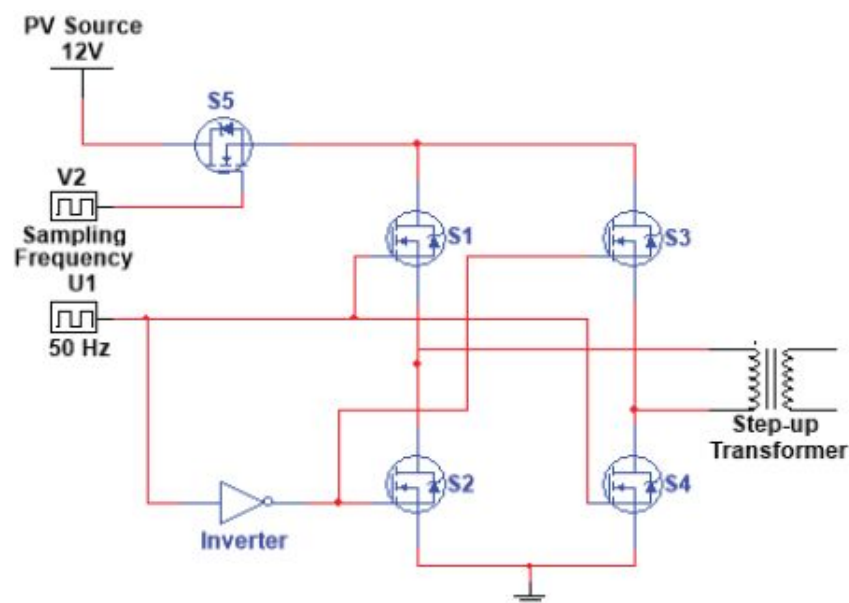 PV Source
12V
S5
V2
Sampling
Frequency
U1
50 Hz
S1
S3
Step-up
Transformer
S2
S4
Inverter